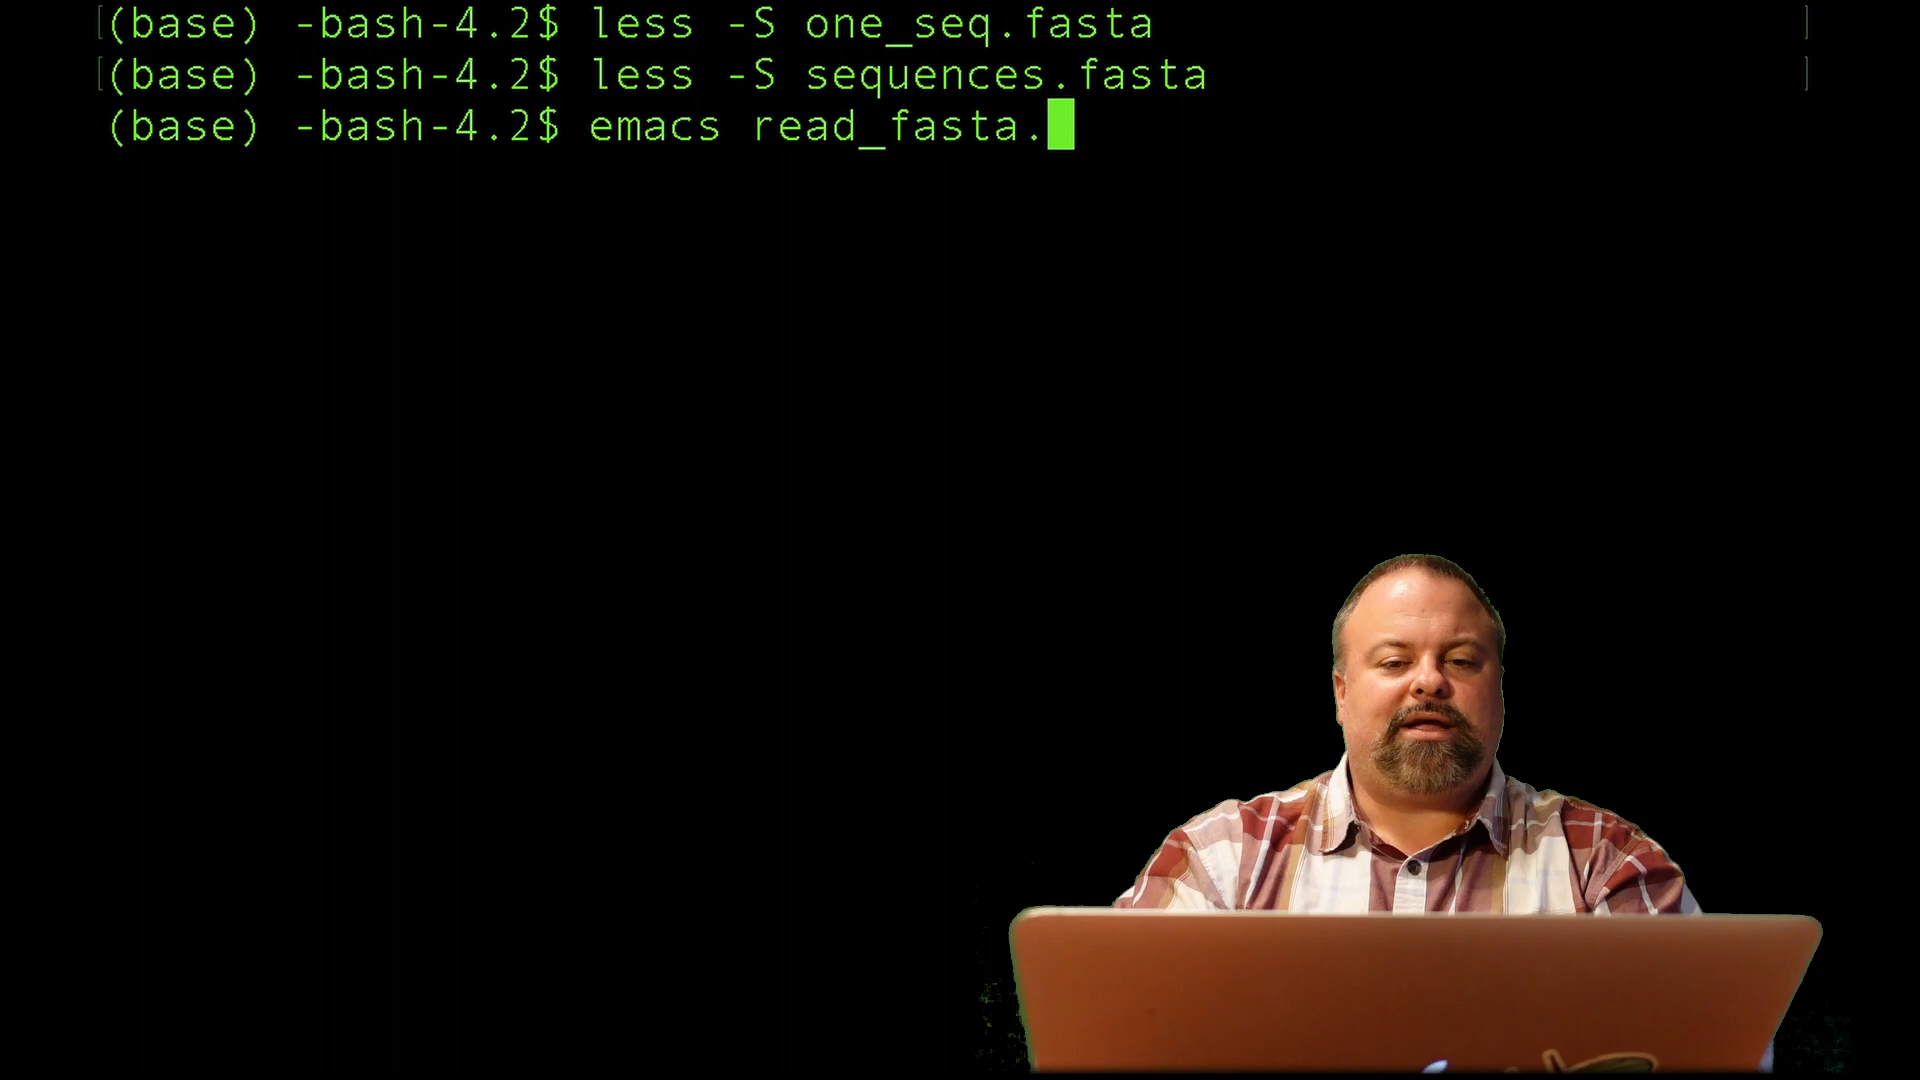 [(base) -bash-4.2$ less -S one_seq.fasta ]
[(base) -bash-4.2$ less -S sequences.fasta ]
(base) -bash-4.2$ emacs read_fasta.